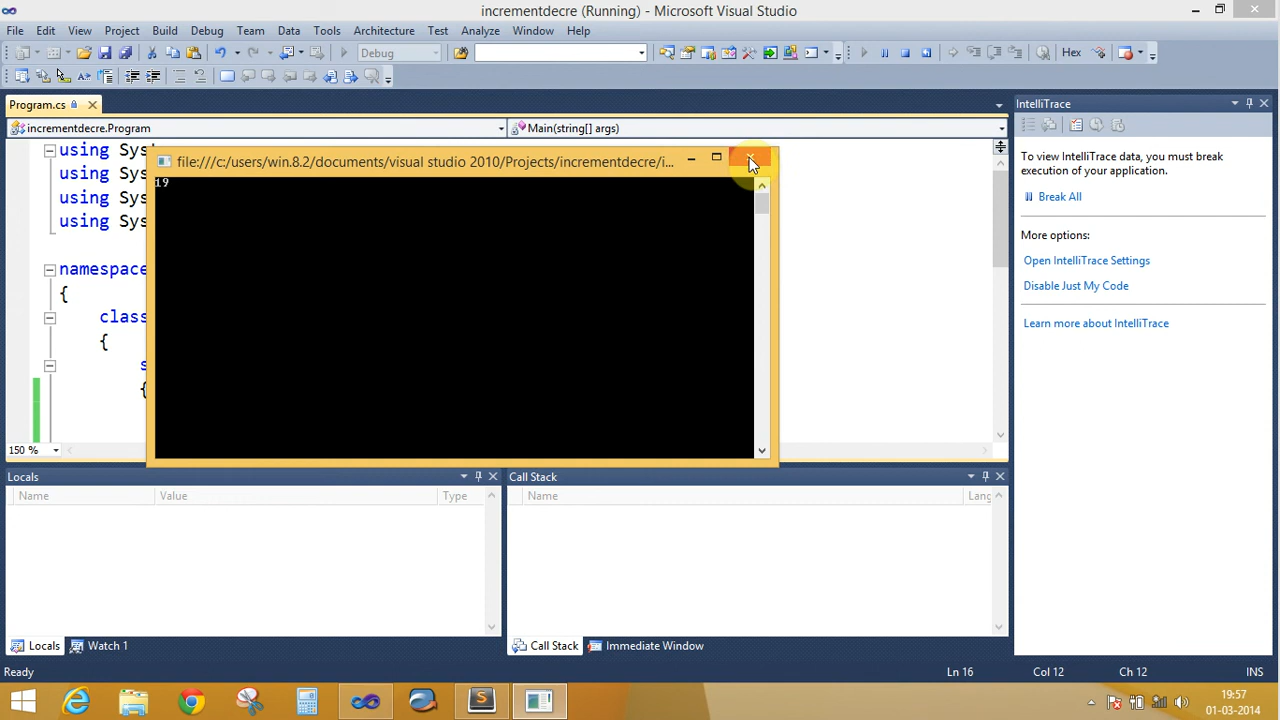 incrementdecre (Running) - Microsoft Visual Studio
File Edit View Project Build Debug Team Data Tools Architecture Test Analyze Window Help
Debug Hex
Program.cs
incrementdecre.Program Main(string[] args)
using Sys
using Sys
using Sys
using Sys
namespace
{
class
{
s
{
150 %
file:///c:/users/win.8.2/documents/visual studio 2010/Projects/incrementdecre/i...
19
IntelliTrace
To view IntelliTrace data, you must break
execution of your application.
Break All
More options:
Open IntelliTrace Settings
Disable Just My Code
Learn more about IntelliTrace
Locals
Name Value Type
Call Stack
Name Lang
Locals Watch 1
Call Stack Immediate Window
Ready Ln 16 Col 12 Ch 12 INS
19:57
01-03-2014